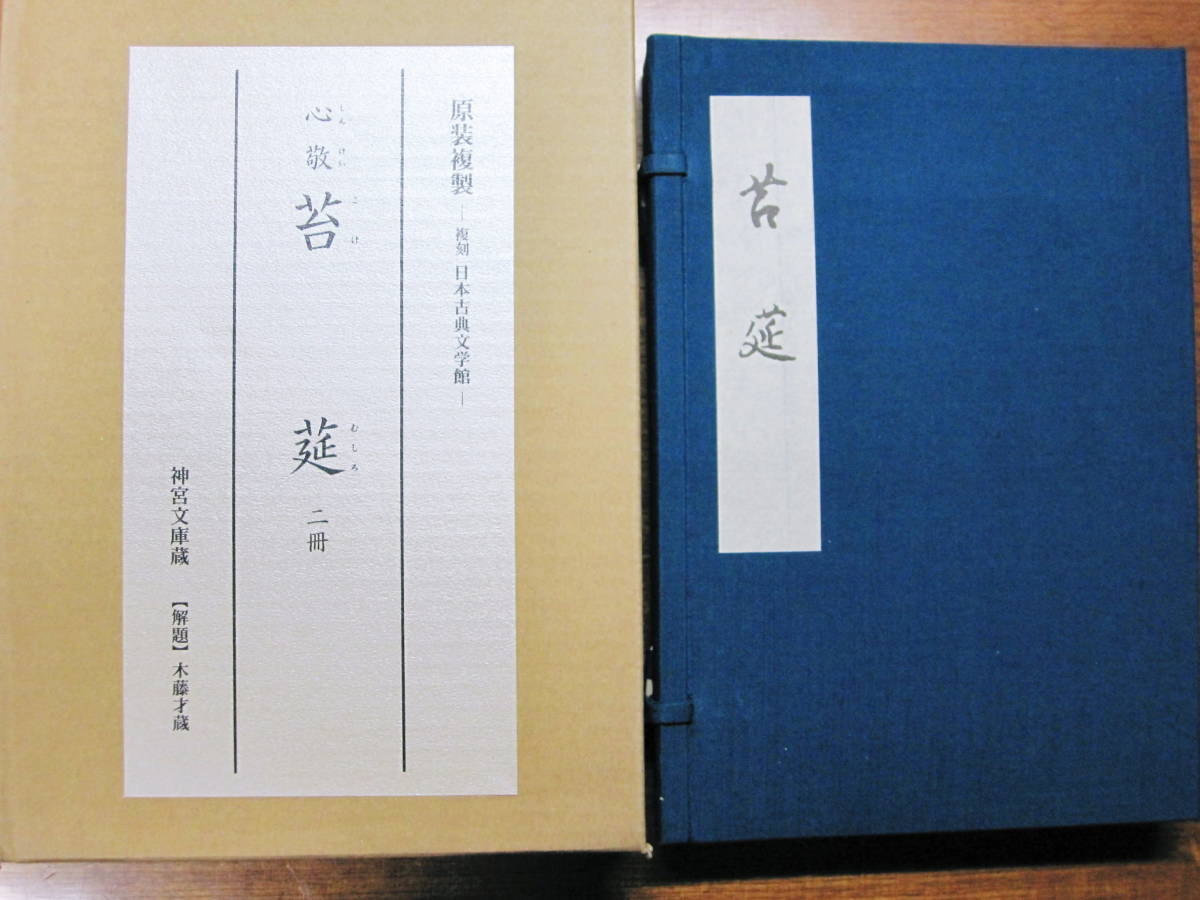 原装複製―複刻日本古典文学館―
心敬苔莚二冊
しんけいこけむしろ
神宮文庫蔵【解題】木藤才蔵
苔莚